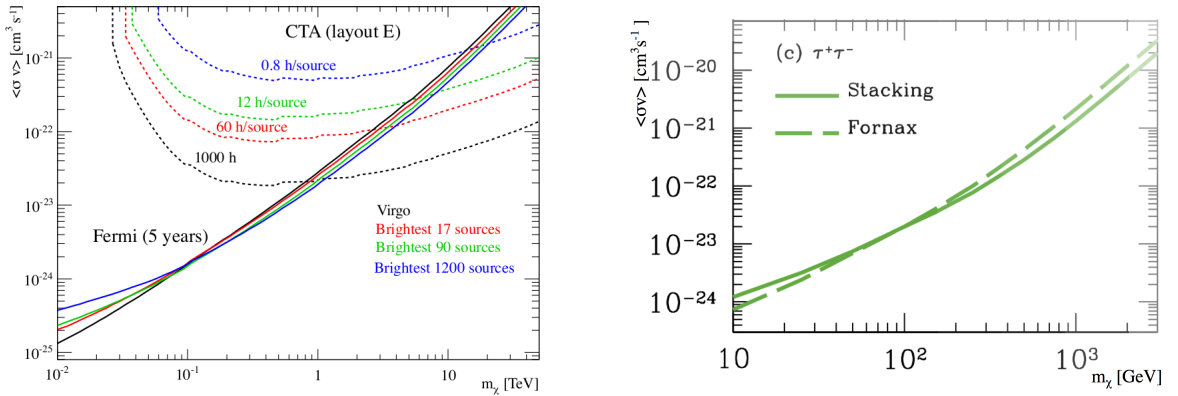 CTA (layout E)
<σ v> [cm³ s⁻¹]
10⁻²¹
10⁻²²
10⁻²³
10⁻²⁴
10⁻²⁵
0.8 h/source
12 h/source
60 h/source
1000 h
Virgo
Brightest 17 sources
Brightest 90 sources
Brightest 1200 sources
Fermi (5 years)
10⁻² 10⁻¹ 1 10
mᵪ [TeV]
<σv> [cm³s⁻¹]
(c) τ⁺τ⁻
Stacking
Fornax
10⁻²⁰
10⁻²¹
10⁻²²
10⁻²³
10⁻²⁴
10 10² 10³
mᵪ [GeV]